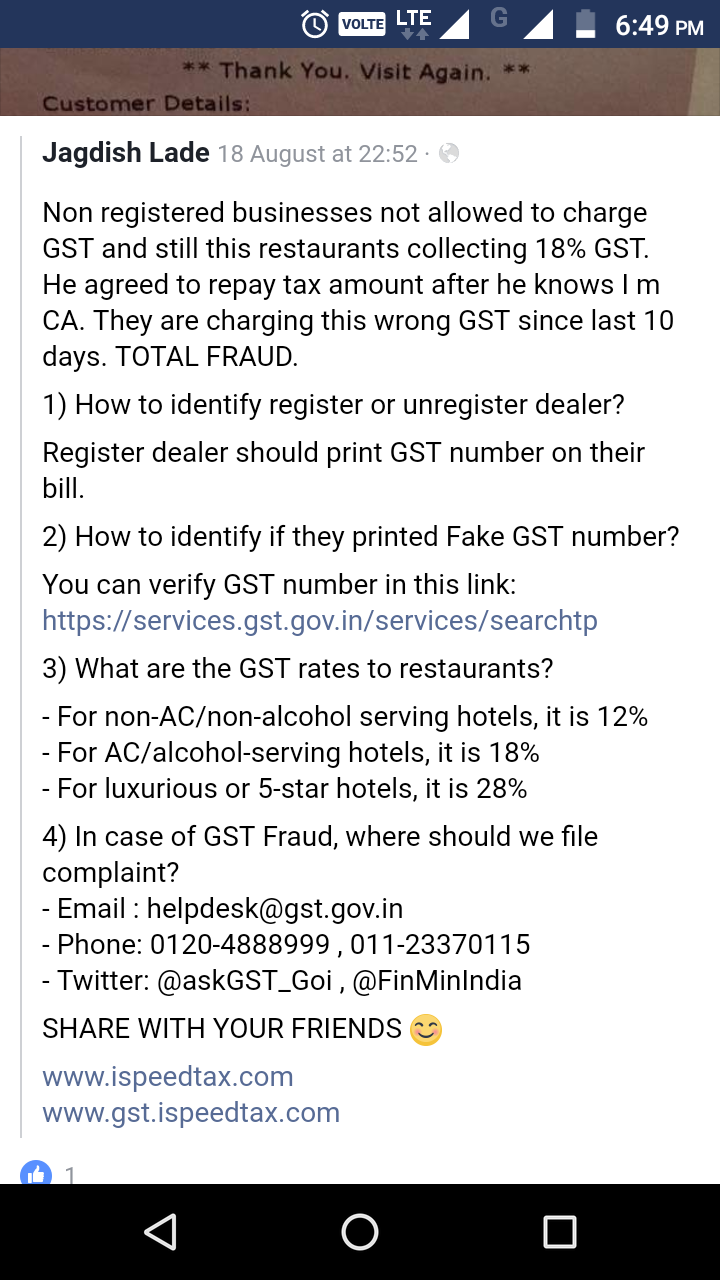 VOLTE LTE G 6:49 PM
** Thank You. Visit Again. **
Customer Details:
Jagdish Lade 18 August at 22:52 ·
Non registered businesses not allowed to charge
GST and still this restaurants collecting 18% GST.
He agreed to repay tax amount after he knows I m
CA. They are charging this wrong GST since last 10
days. TOTAL FRAUD.
1) How to identify register or unregister dealer?
Register dealer should print GST number on their
bill.
2) How to identify if they printed Fake GST number?
You can verify GST number in this link:
https://services.gst.gov.in/services/searchtp
3) What are the GST rates to restaurants?
- For non-AC/non-alcohol serving hotels, it is 12%
- For AC/alcohol-serving hotels, it is 18%
- For luxurious or 5-star hotels, it is 28%
4) In case of GST Fraud, where should we file
complaint?
- Email : helpdesk@gst.gov.in
- Phone: 0120-4888999 , 011-23370115
- Twitter: @askGST_Goi , @FinMinIndia
SHARE WITH YOUR FRIENDS 😊
www.ispeedtax.com
www.gst.ispeedtax.com
1